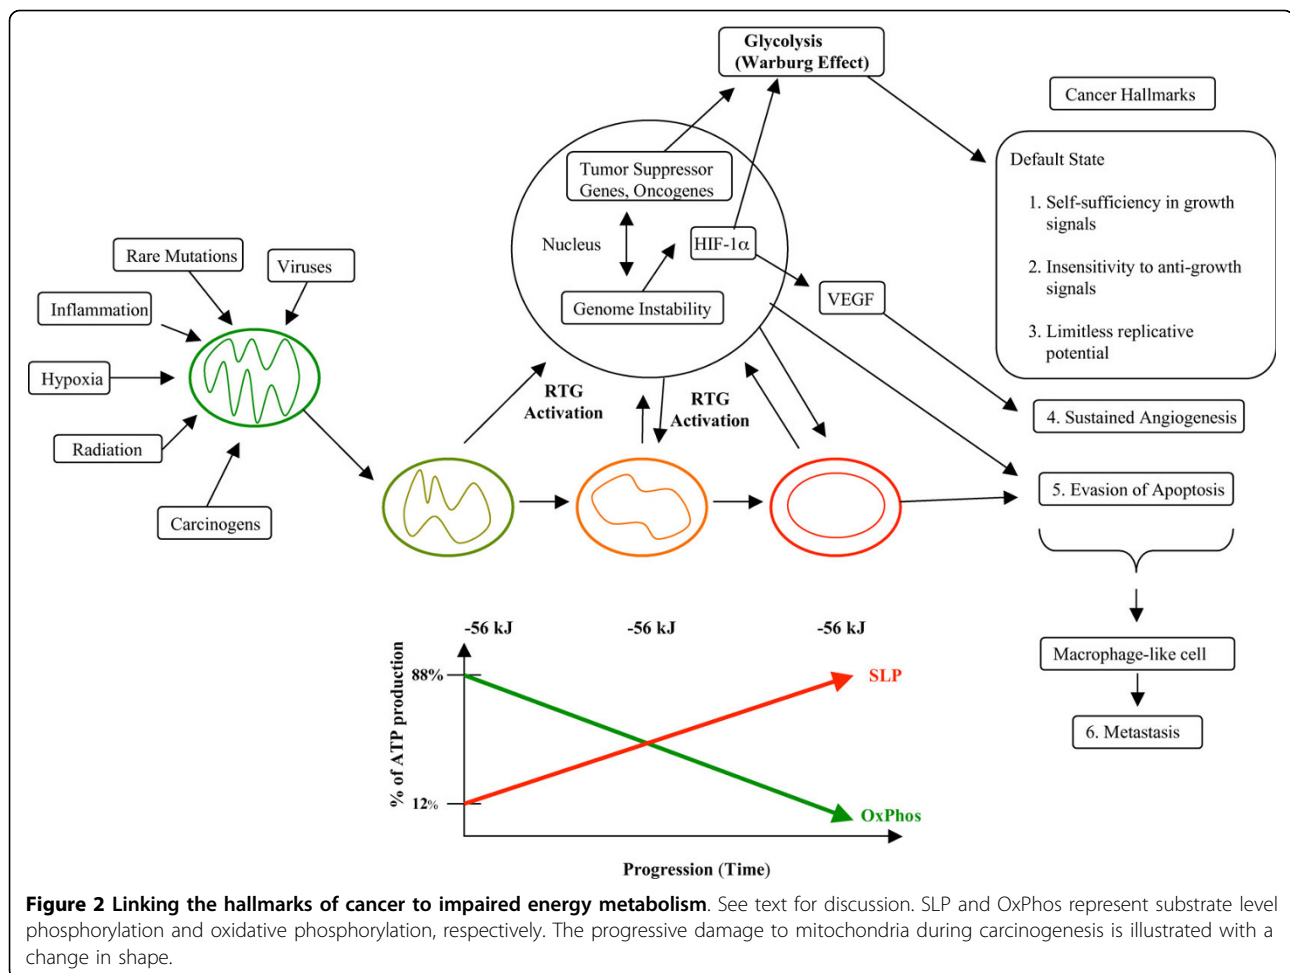 Glycolysis
(Warburg Effect)
Cancer Hallmarks
Default State
1. Self-sufficiency in growth
signals
2. Insensitivity to anti-growth
signals
3. Limitless replicative
potential
Tumor Suppressor
Genes, Oncogenes
Nucleus
HIF-1α
Genome Instability
VEGF
Rare Mutations
Viruses
Inflammation
Hypoxia
Radiation
Carcinogens
RTG
Activation
RTG
Activation
4. Sustained Angiogenesis
5. Evasion of Apoptosis
Macrophage-like cell
6. Metastasis
-56 kJ
-56 kJ
-56 kJ
88%
12%
% of ATP production
SLP
OxPhos
Progression (Time)
Figure 2 Linking the hallmarks of cancer to impaired energy metabolism. See text for discussion. SLP and OxPhos represent substrate level
phosphorylation and oxidative phosphorylation, respectively. The progressive damage to mitochondria during carcinogenesis is illustrated with a
change in shape.